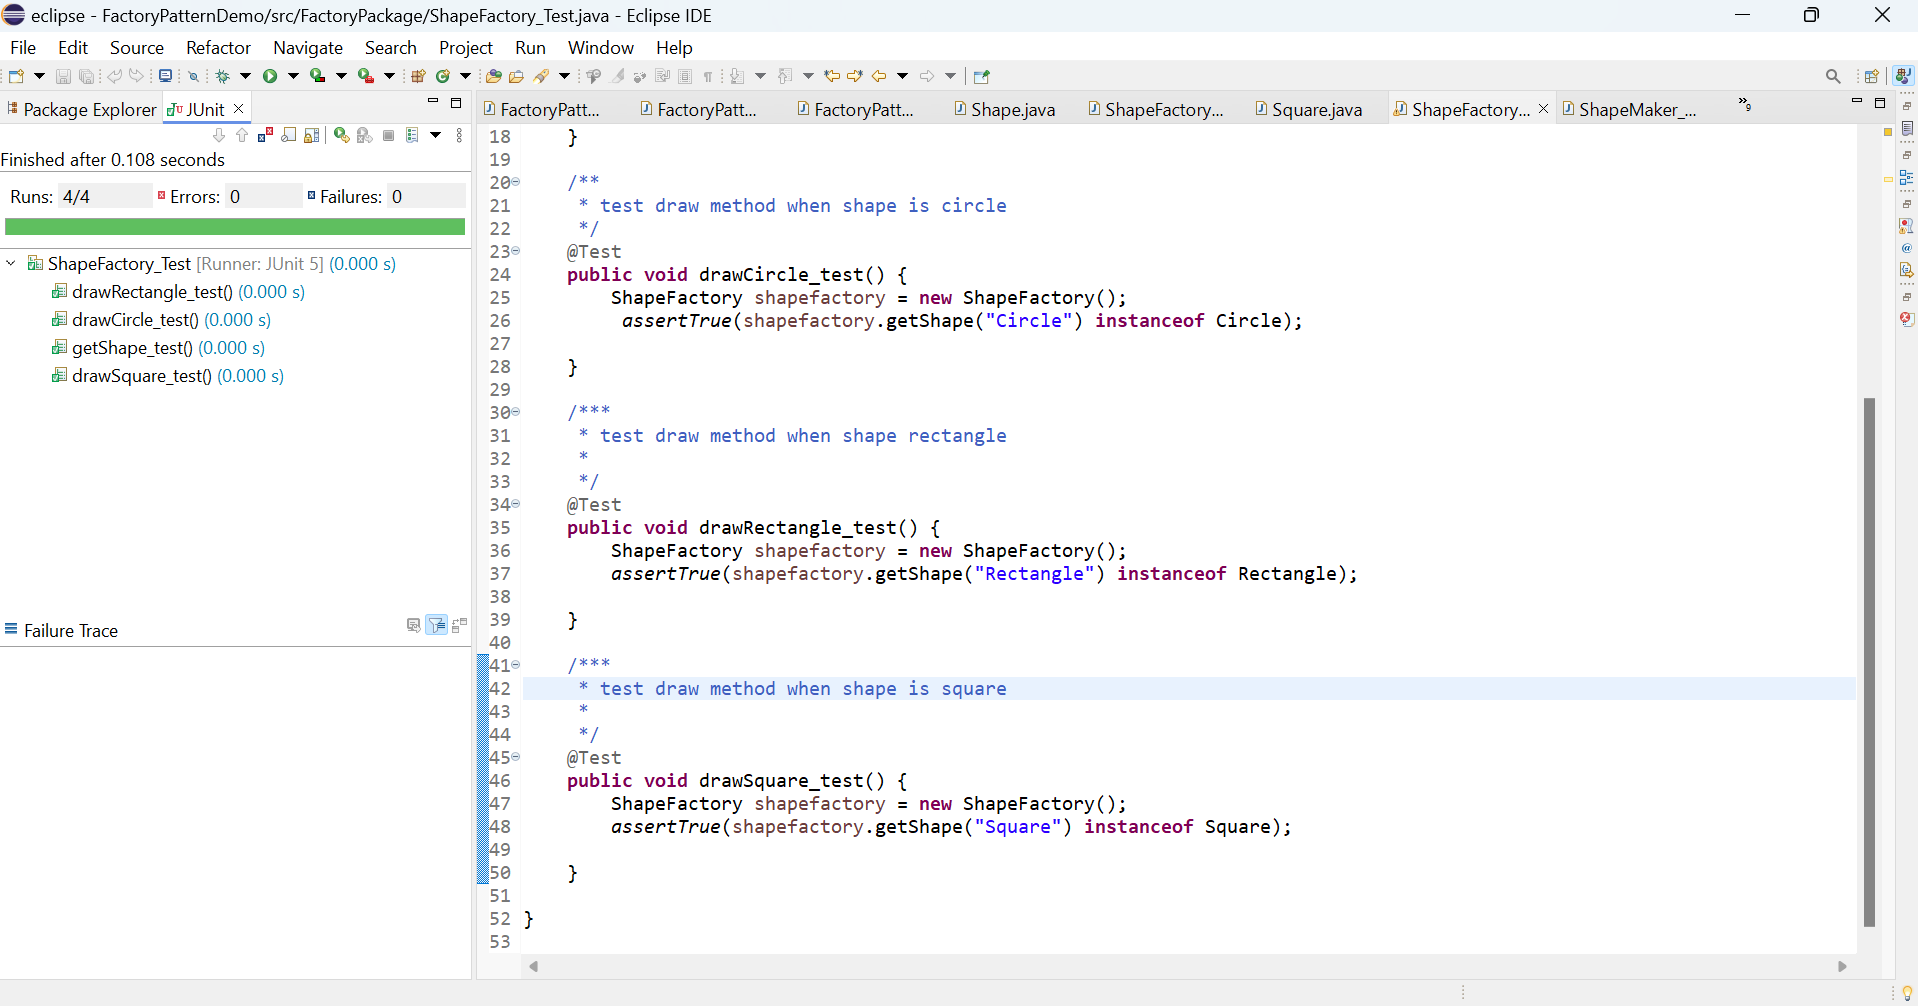 eclipse - FactoryPatternDemo/src/FactoryPackage/ShapeFactory_Test.java - Eclipse IDE
File Edit Source Refactor Navigate Search Project Run Window Help
Package Explorer JUnit
Finished after 0.108 seconds
Runs: 4/4 Errors: 0 Failures: 0
ShapeFactory_Test [Runner: JUnit 5] (0.000 s)
drawRectangle_test() (0.000 s)
drawCircle_test() (0.000 s)
getShape_test() (0.000 s)
drawSquare_test() (0.000 s)
Failure Trace
FactoryPatt... FactoryPatt... FactoryPatt... Shape.java ShapeFactory... Square.java ShapeFactory... ShapeMaker_... »9
18 }
19
20 /**
21 * test draw method when shape is circle
22 */
23 @Test
24 public void drawCircle_test() {
25 ShapeFactory shapefactory = new ShapeFactory();
26 assertTrue(shapefactory.getShape("Circle") instanceof Circle);
27
28 }
29
30 /***
31 * test draw method when shape rectangle
32 *
33 */
34 @Test
35 public void drawRectangle_test() {
36 ShapeFactory shapefactory = new ShapeFactory();
37 assertTrue(shapefactory.getShape("Rectangle") instanceof Rectangle);
38
39 }
40
41 /***
42 * test draw method when shape is square
43 *
44 */
45 @Test
46 public void drawSquare_test() {
47 ShapeFactory shapefactory = new ShapeFactory();
48 assertTrue(shapefactory.getShape("Square") instanceof Square);
49
50 }
51
52 }
53